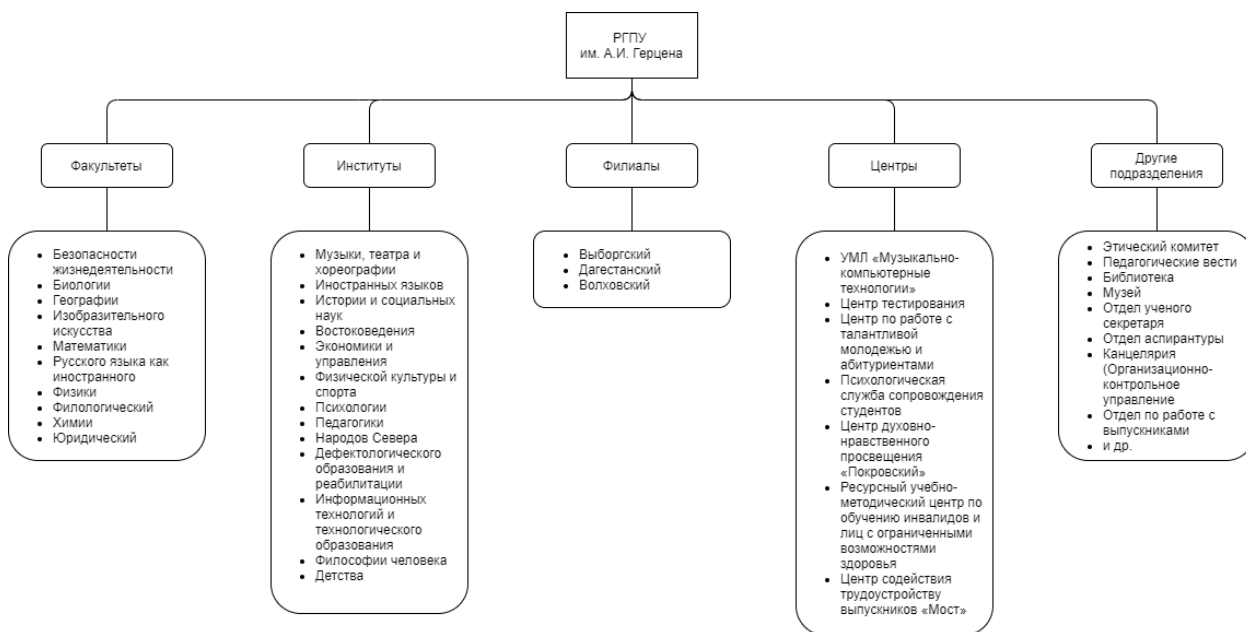 РГПУ
им. А.И. Герцена
Факультеты
Институты
Филиалы
Центры
Другие
подразделения
Безопасности
жизнедеятельности
Биологии
Географии
Изобразительного
искусства
Математики
Русского языка как
иностранного
Физики
Филологический
Химии
Юридический
Музыки, театра и
хореографии
Иностранных языков
Истории и социальных
наук
Востоковедения
Экономики и
управления
Физической культуры и
спорта
Психологии
Педагогики
Народов Севера
Дефектологического
образования и
реабилитации
Информационных
технологий и
технологического
образования
Философии человека
Детства
Выборгский
Дагестанский
Волховский
УМЛ «Музыкально-
компьютерные
технологии»
Центр тестирования
Центр по работе с
талантливой
молодежью и
абитуриентами
Психологическая
служба сопровождения
студентов
Центр духовно-
нравственного
просвещения
«Покровский»
Ресурсный учебно-
методический центр по
обучению инвалидов и
лиц с ограниченными
возможностями
здоровья
Центр содействия
трудоустройству
выпускников «Мост»
Этический комитет
Педагогические вести
Библиотека
Музей
Отдел ученого
секретаря
Отдел аспирантуры
Канцелярия
(Организационно-
контрольное
управление
Отдел по работе с
выпускниками
и др.